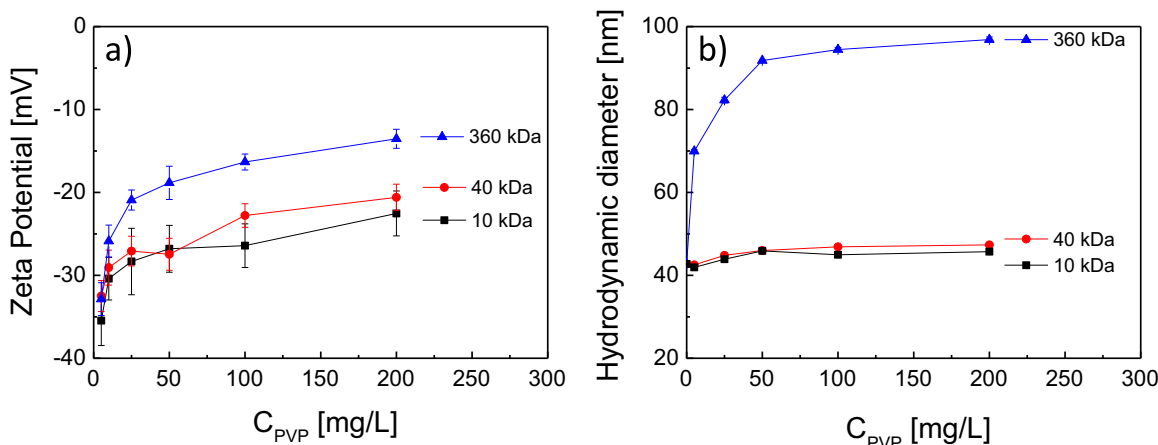 a)
Zeta Potential [mV]
0
-10
-20
-30
-40
360 kDa
40 kDa
10 kDa
0 50 100 150 200 250 300
C_PVP [mg/L]
b)
Hydrodynamic diameter [nm]
100
80
60
40
20
360 kDa
40 kDa
10 kDa
0 50 100 150 200 250 300
C_PVP [mg/L]